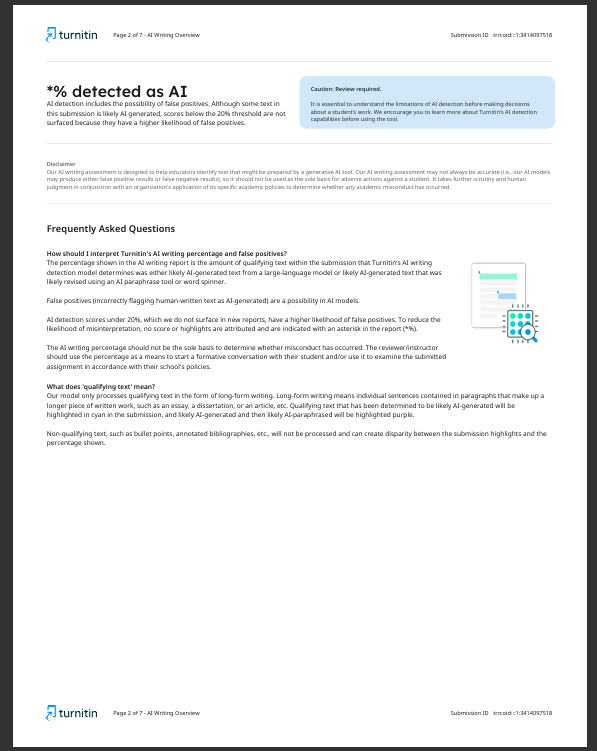 turnitin Page 2 of 7 - AI Writing Overview Submission ID trn:oid:::1:3414097518
*% detected as AI
AI detection includes the possibility of false positives. Although some text in
this submission is likely AI generated, scores below the 20% threshold are not
surfaced because they have a higher likelihood of false positives.
Caution: Review required.
It is essential to understand the limitations of AI detection before making decisions
about a student's work. We encourage you to learn more about Turnitin's AI detection
capabilities before using the tool.
Disclaimer
Our AI writing assessment is designed to help educators identify text that might be prepared by a generative AI tool. Our AI writing assessment may not always be accurate (i.e., our AI models
may produce either false positive results or false negative results), so it should not be used as the sole basis for adverse actions against a student. It takes further scrutiny and human
judgment in conjunction with an organization's application of its specific academic policies to determine whether any academic misconduct has occurred.
Frequently Asked Questions
How should I interpret Turnitin's AI writing percentage and false positives?
The percentage shown in the AI writing report is the amount of qualifying text within the submission that Turnitin's AI writing
detection model determines was either likely AI-generated text from a large-language model or likely AI-generated text that was
likely revised using an AI paraphrase tool or word spinner.
False positives (incorrectly flagging human-written text as AI-generated) are a possibility in AI models.
AI detection scores under 20%, which we do not surface in new reports, have a higher likelihood of false positives. To reduce the
likelihood of misinterpretation, no score or highlights are attributed and are indicated with an asterisk in the report (*%).
The AI writing percentage should not be the sole basis to determine whether misconduct has occurred. The reviewer/instructor
should use the percentage as a means to start a formative conversation with their student and/or use it to examine the submitted
assignment in accordance with their school's policies.
What does 'qualifying text' mean?
Our model only processes qualifying text in the form of long-form writing. Long-form writing means individual sentences contained in paragraphs that make up a
longer piece of written work, such as an essay, a dissertation, or an article, etc. Qualifying text that has been determined to be likely AI-generated will be
highlighted in cyan in the submission, and likely AI-generated and then likely AI-paraphrased will be highlighted purple.
Non-qualifying text, such as bullet points, annotated bibliographies, etc., will not be processed and can create disparity between the submission highlights and the
percentage shown.
turnitin Page 2 of 7 - AI Writing Overview Submission ID trn:oid:::1:3414097518